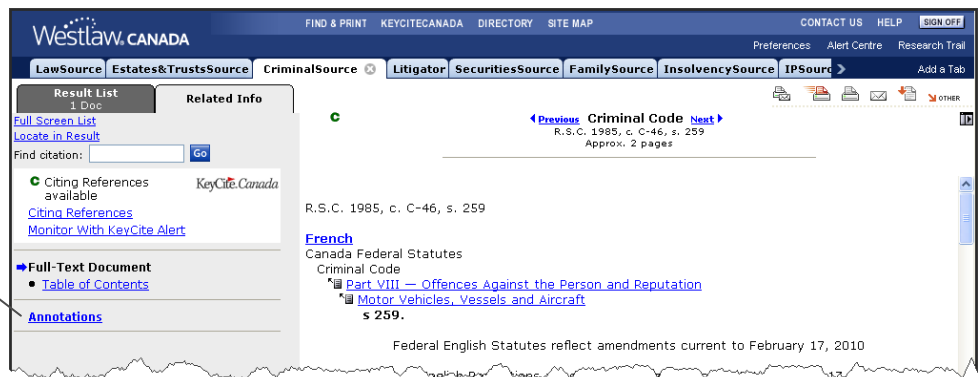 Westlaw. CANADA
FIND & PRINT KEYCITECANADA DIRECTORY SITE MAP
CONTACT US HELP SIGN OFF
Preferences Alert Centre Research Trail
LawSource Estates&TrustsSource CriminalSource Litigator SecuritiesSource FamilySource InsolvencySource IPSourc Add a Tab
Result List
1 Doc
Related Info
OTHER
Full Screen List
Locate in Result
Find citation: Go
C Citing References
available
KeyCite.Canada
Citing References
Monitor With KeyCite Alert
Full-Text Document
• Table of Contents
Annotations
C
Previous Criminal Code Next
R.S.C. 1985, c. C-46, s. 259
Approx. 2 pages
R.S.C. 1985, c. C-46, s. 259
French
Canada Federal Statutes
Criminal Code
Part VIII — Offences Against the Person and Reputation
Motor Vehicles, Vessels and Aircraft
s 259.
Federal English Statutes reflect amendments current to February 17, 2010